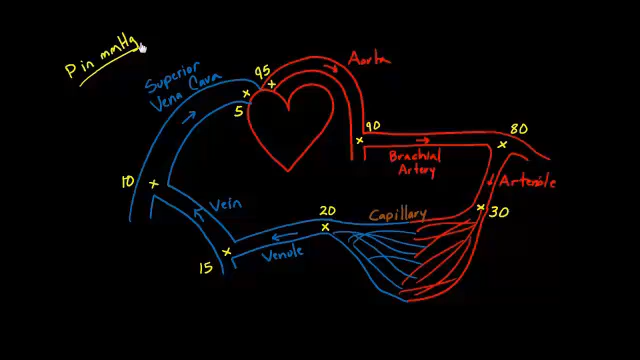 P in mmHg
Superior
Vena Cava
95
5
Aorta
90
80
Brachial
Artery
Arteriole
10
Vein
20
Capillary
30
Venule
15